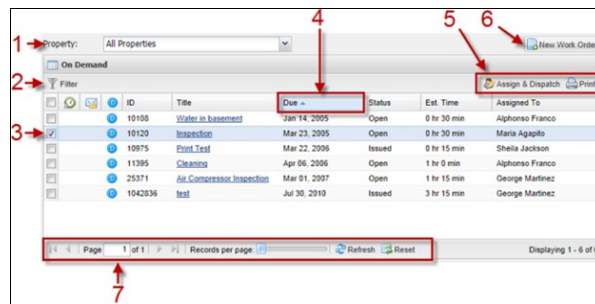 4
5
6
1 Property: All Properties New Work Orde
On Demand
2 Filter Assign & Dispatch Print
ID Title Due Status Est. Time Assigned To
10108 Water in basement Jan 14, 2005 Open 0 hr 30 min Alphonso Franco
3 10120 Inspection Mar 23, 2005 Open 0 hr 30 min Maria Agapito
10975 Print Test Mar 22, 2006 Issued 0 hr 15 min Sheila Jackson
11395 Cleaning Apr 06, 2006 Open 1 hr 0 min Alphonso Franco
25371 Air Compressor Inspection Mar 01, 2007 Open 1 hr 15 min George Martinez
1042836 test Jul 30, 2010 Issued 3 hr 15 min George Martinez
Page 1 of 1 Records per page: Refresh Reset Displaying 1 - 6 of
7